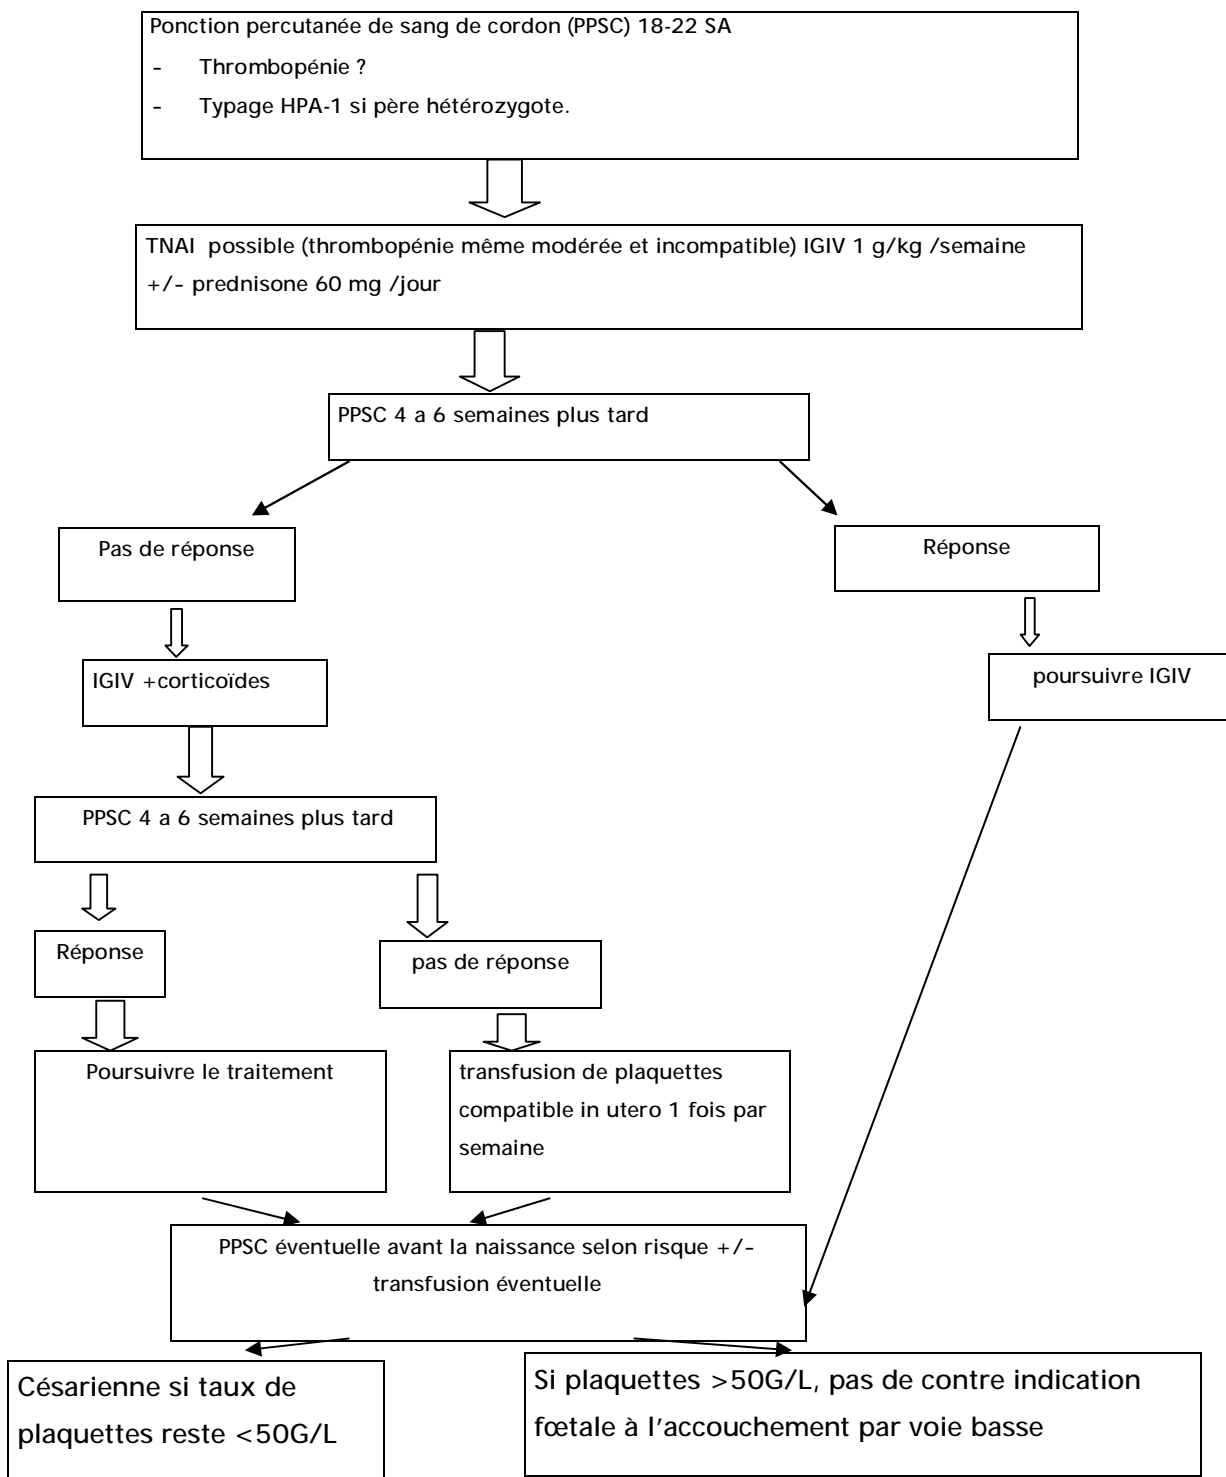 Ponction percutanée de sang de cordon (PPSC) 18-22 SA
- Thrombopénie ?
- Typage HPA-1 si père hétérozygote.
TNAI possible (thrombopénie même modérée et incompatible) IGIV 1 g/kg /semaine
+/- prednisone 60 mg /jour
PPSC 4 a 6 semaines plus tard
Pas de réponse
Réponse
IGIV +corticoïdes
poursuivre IGIV
PPSC 4 a 6 semaines plus tard
Réponse
pas de réponse
Poursuivre le traitement
transfusion de plaquettes
compatible in utero 1 fois par
semaine
PPSC éventuelle avant la naissance selon risque +/-
transfusion éventuelle
Césarienne si taux de
plaquettes reste <50G/L
Si plaquettes >50G/L, pas de contre indication
fœtale à l'accouchement par voie basse